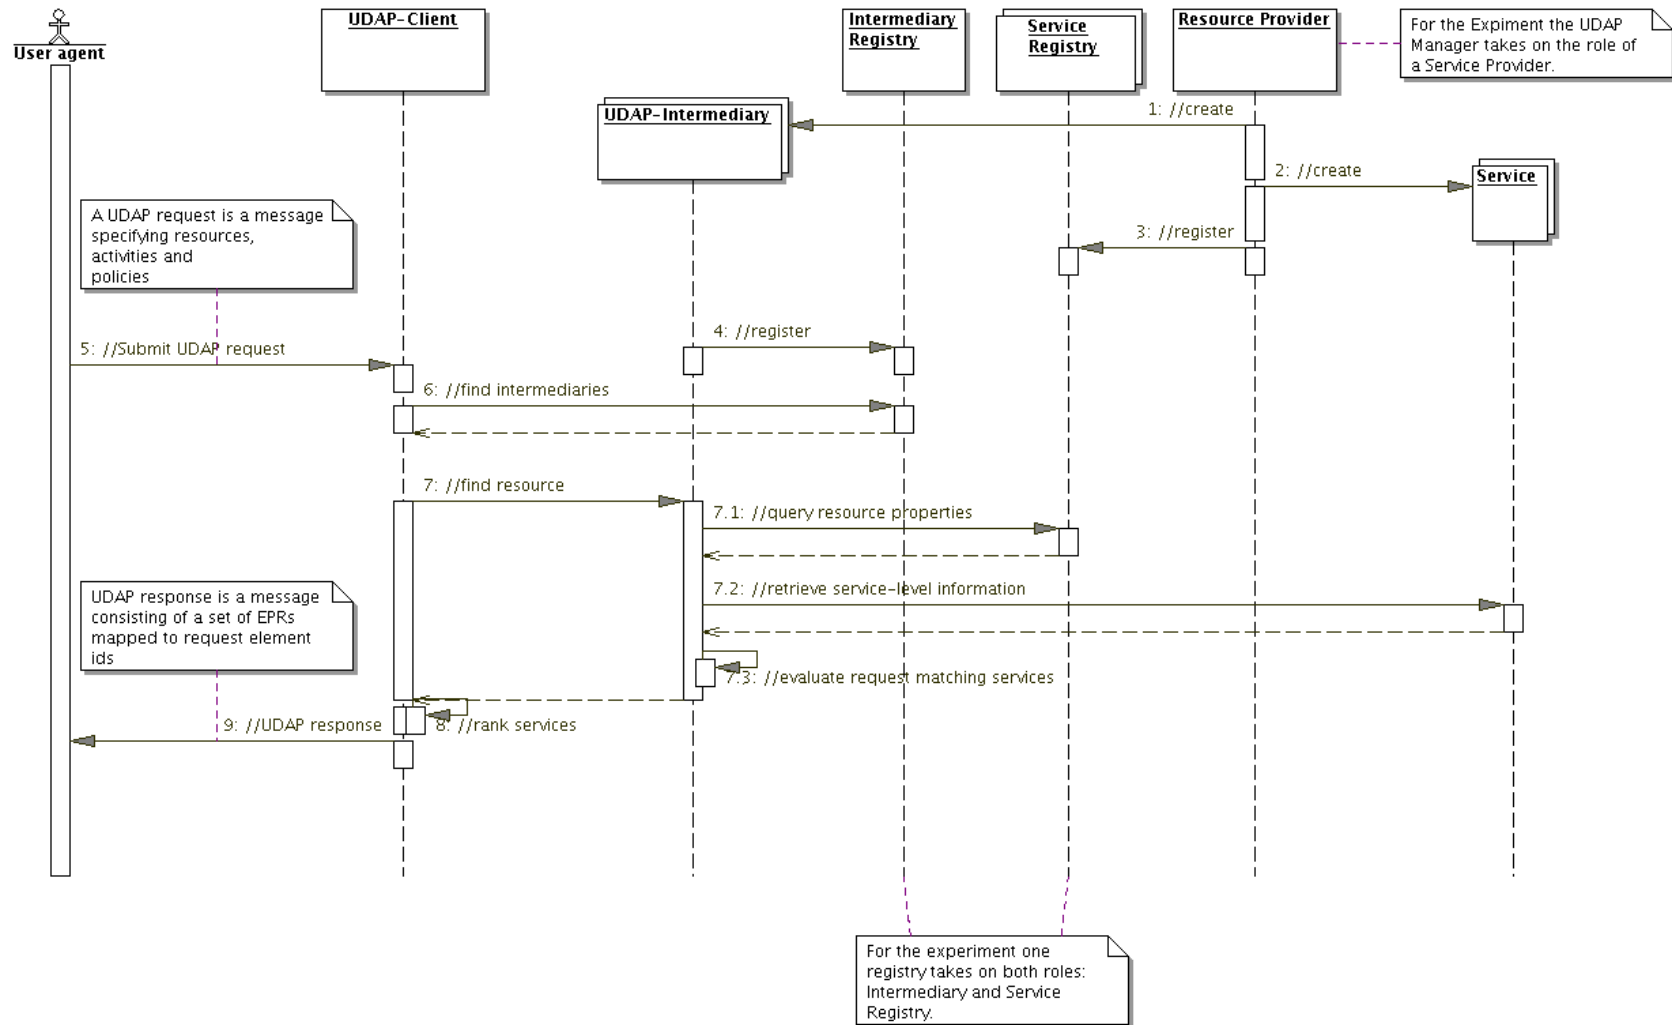 User agent
UDAP-Client
Intermediary
Registry
Service
Registry
Resource Provider
For the Expiment the UDAP
Manager takes on the role of
a Service Provider.
UDAP-Intermediary
1: //create
2: //create
Service
3: //register
A UDAP request is a message
specifying resources,
activities and
policies
4: //register
5: //Submit UDAP request
6: //find intermediaries
7: //find resource
7.1: //query resource properties
7.2: //retrieve service-level information
UDAP response is a message
consisting of a set of EPRs
mapped to request element
ids
7.3: //evaluate request matching services
9: //UDAP response
8: //rank services
For the experiment one
registry takes on both roles:
Intermediary and Service
Registry.